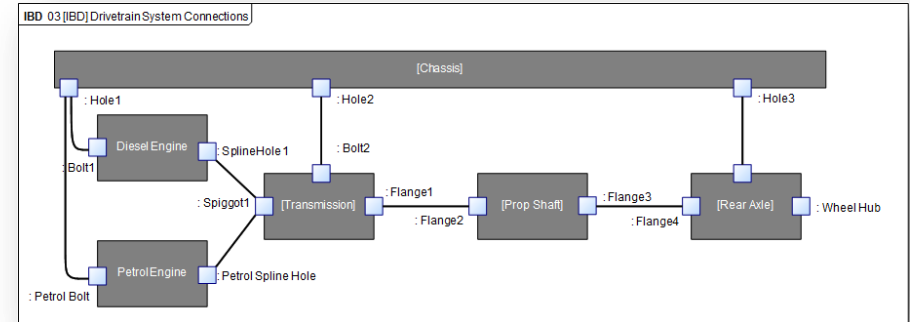 IBD 03 [IBD] Drivetrain System Connections
[Chassis]
: Hole1
: Hole2
: Hole3
Diesel Engine
: SplineHole1
: Bolt2
: Bolt1
: Spiggot1
[Transmission]
: Flange1
: Flange2
[Prop Shaft]
: Flange3
: Flange4
[Rear Axle]
: Wheel Hub
Petrol Engine
: Petrol Spline Hole
: Petrol Bolt